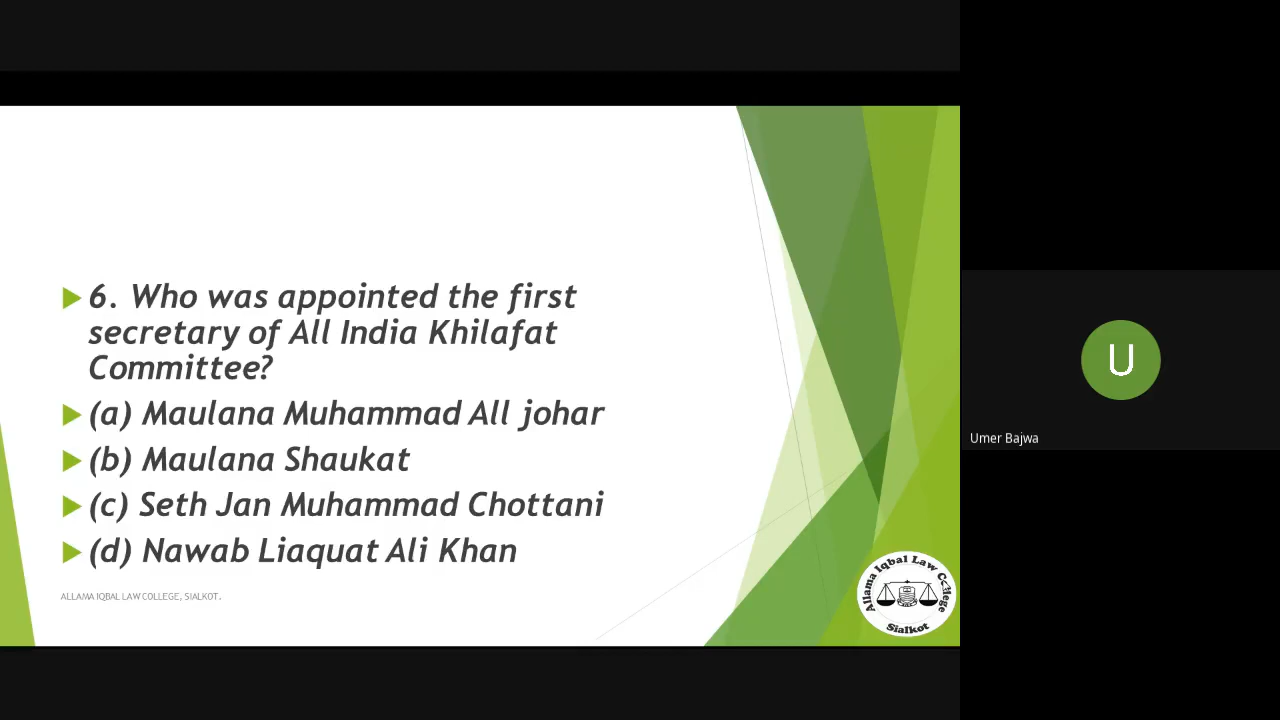 6. Who was appointed the first
secretary of All India Khilafat
Committee?
(a) Maulana Muhammad All johar
(b) Maulana Shaukat
(c) Seth Jan Muhammad Chottani
(d) Nawab Liaquat Ali Khan
ALLAMA IQBAL LAW COLLEGE, SIALKOT.
Allama Iqbal Law College
Sialkot
U
Umer Bajwa